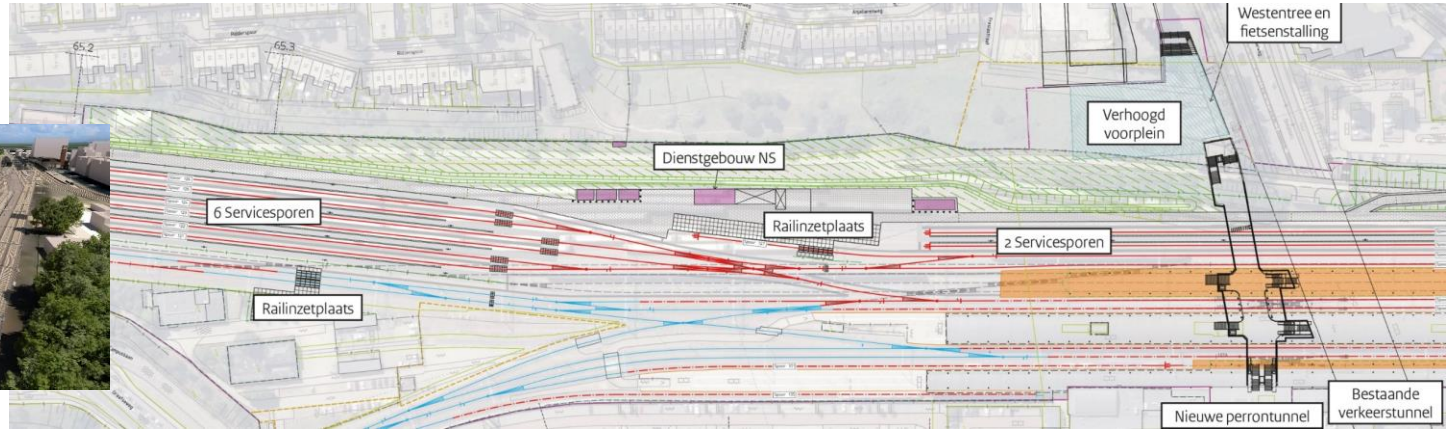 Westentree en
fietsenstalling
65.2
65.3
Verhoogd
voorplein
Dienstgebouw NS
6 Servicesporen
Railinzetplaats
2 Servicesporen
Railinzetplaats
Nieuwe perrontunnel
Bestaande
verkeerstunnel